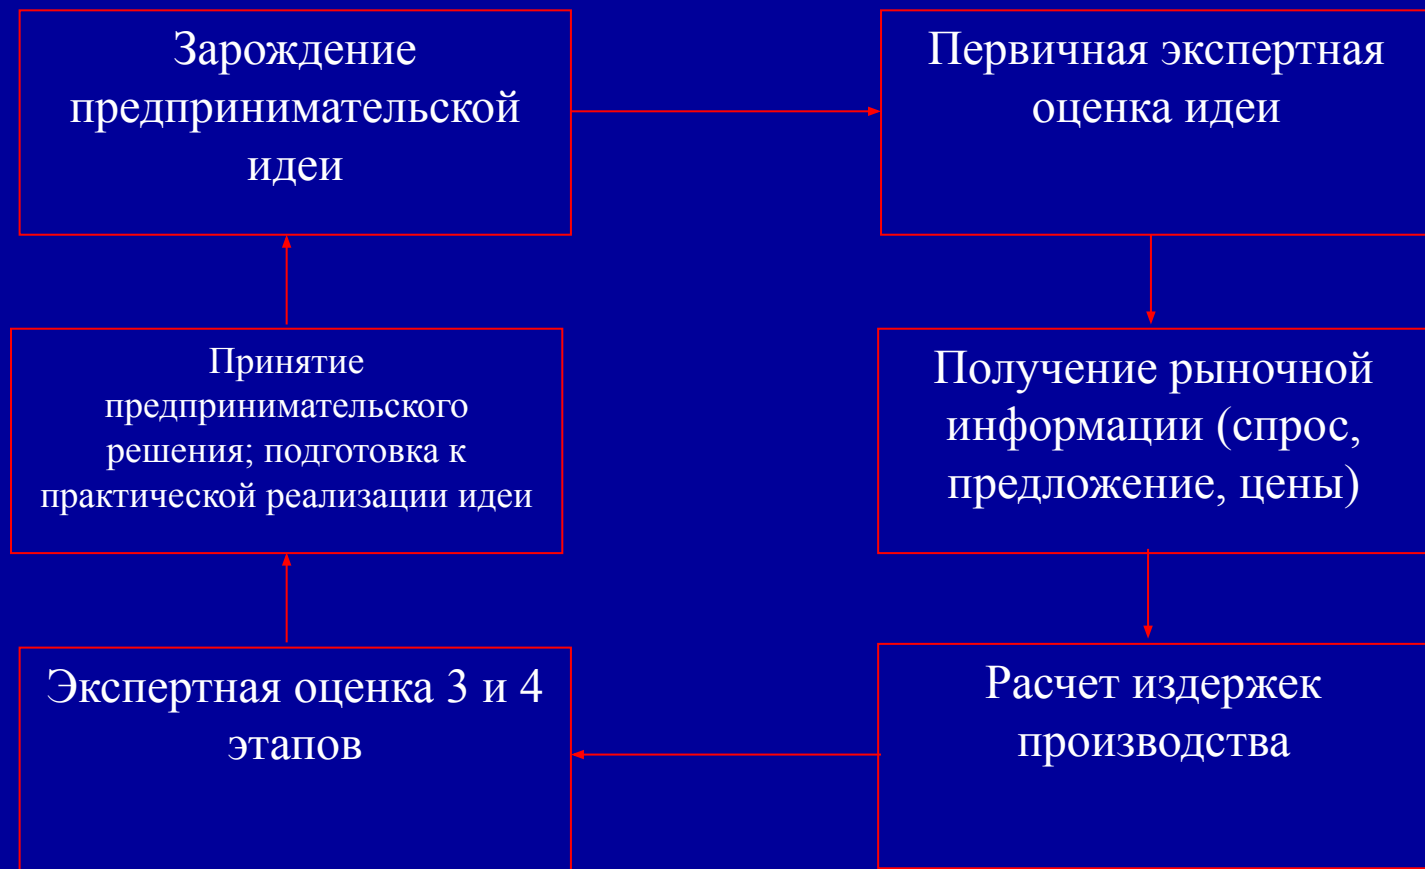 Зарождение
предпринимательской
идеи
Первичная экспертная
оценка идеи
Принятие
предпринимательского
решения; подготовка к
практической реализации идеи
Получение рыночной
информации (спрос,
предложение, цены)
Экспертная оценка 3 и 4
этапов
Расчет издержек
производства